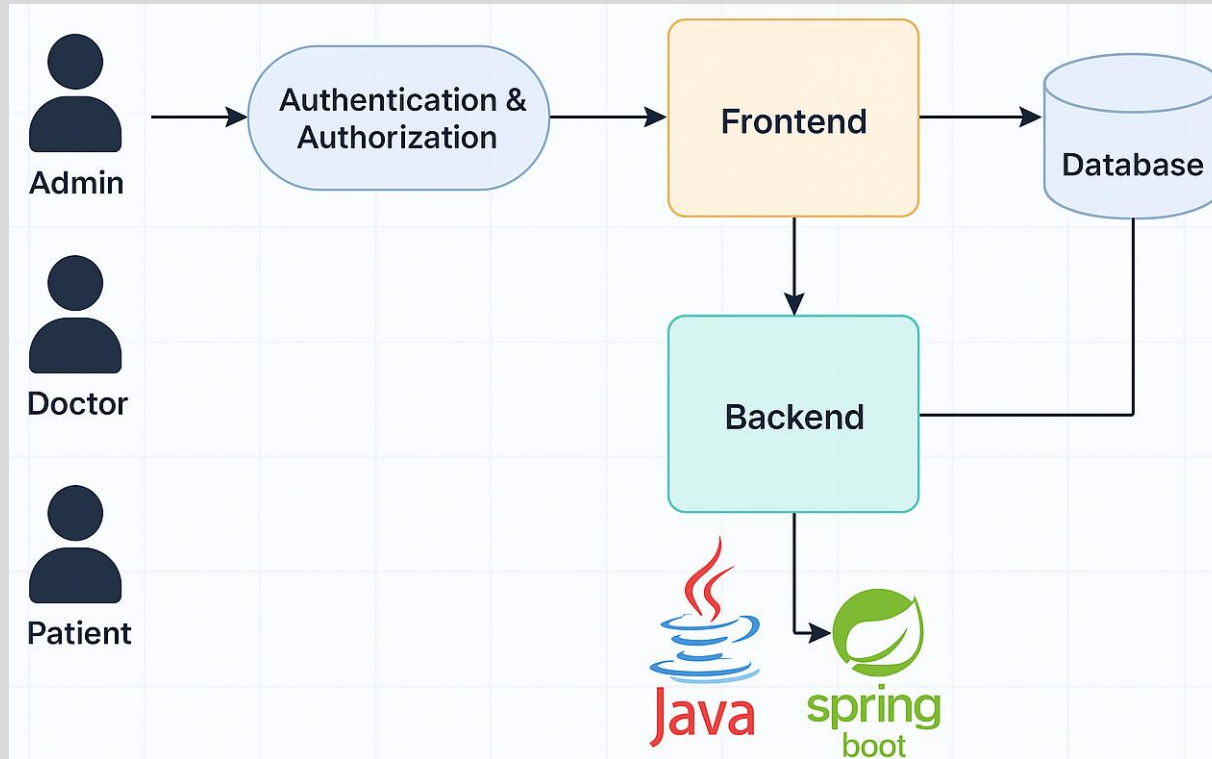 Admin
Authentication &
Authorization
Frontend
Database
Doctor
Backend
Patient
Java
spring
boot